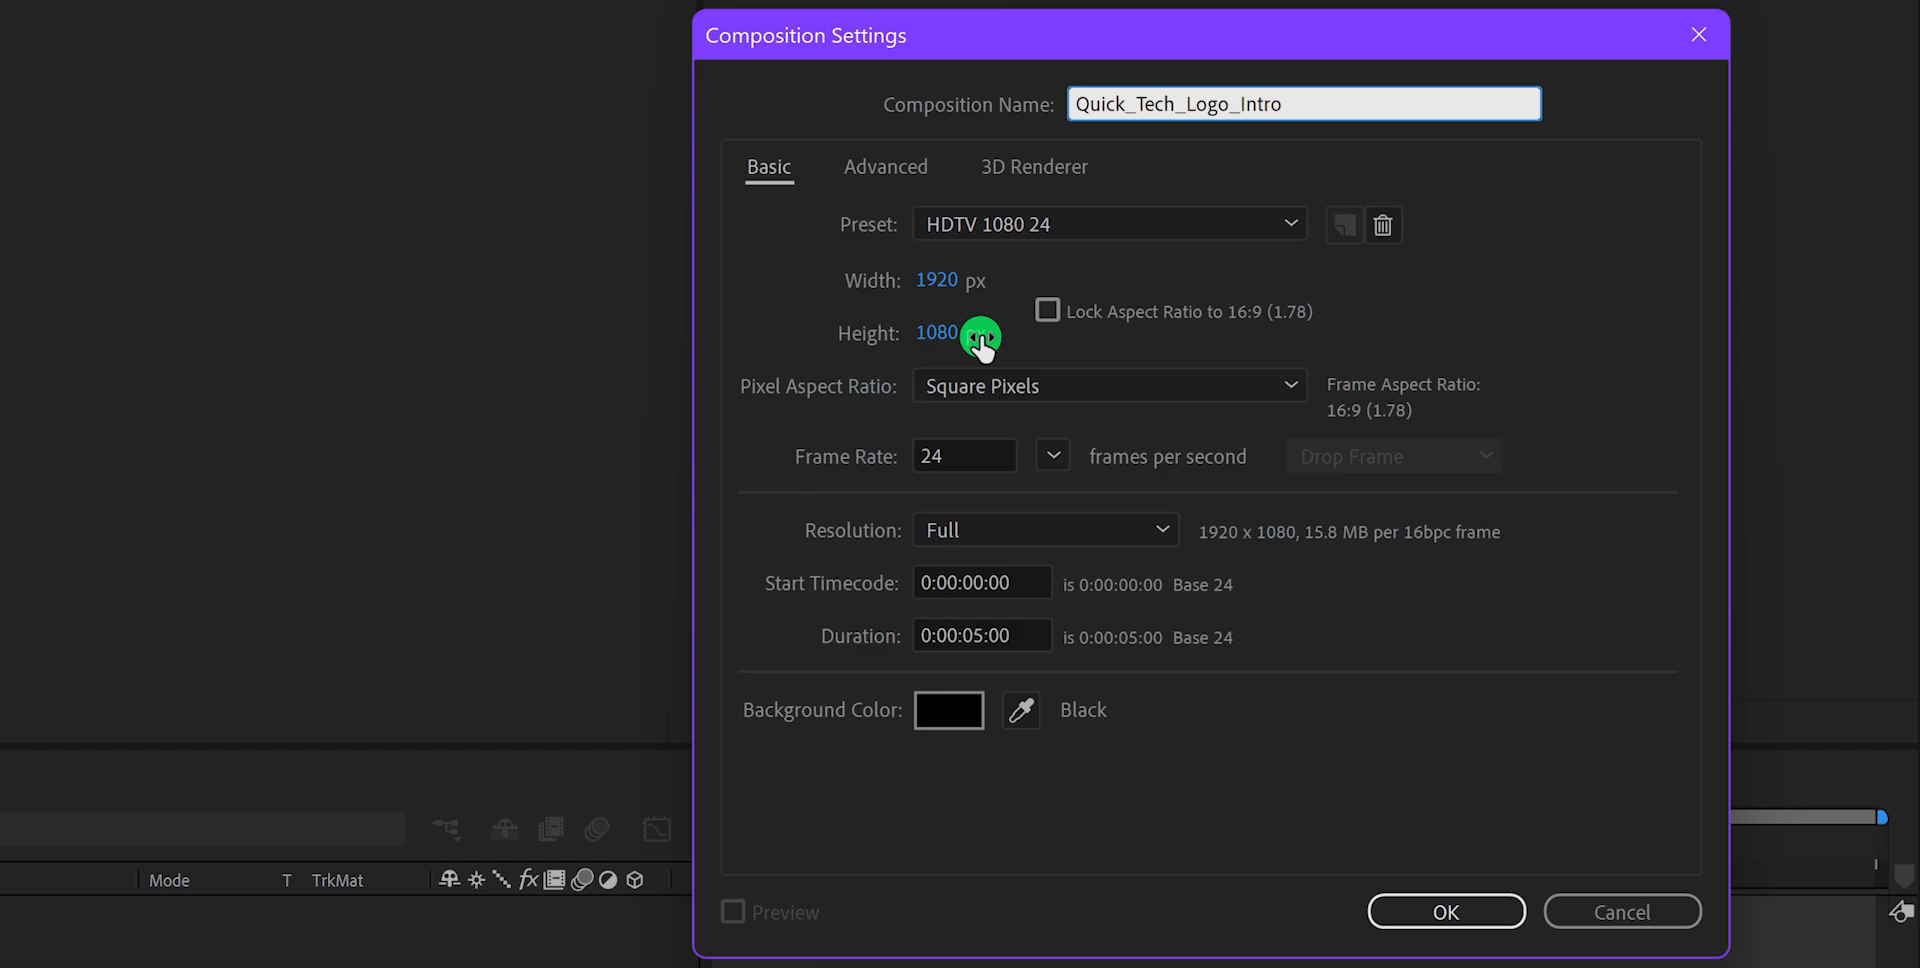 Composition Settings
Composition Name: Quick_Tech_Logo_Intro
Basic Advanced 3D Renderer
Preset: HDTV 1080 24
Width: 1920 px
Lock Aspect Ratio to 16:9 (1.78)
Height: 1080 px
Pixel Aspect Ratio: Square Pixels
Frame Aspect Ratio:
16:9 (1.78)
Frame Rate: 24 frames per second Drop Frame
Resolution: Full 1920 x 1080, 15.8 MB per 16bpc frame
Start Timecode: 0:00:00:00 is 0:00:00:00 Base 24
Duration: 0:00:05:00 is 0:00:05:00 Base 24
Background Color: Black
Mode T TrkMat fx
Preview OK Cancel